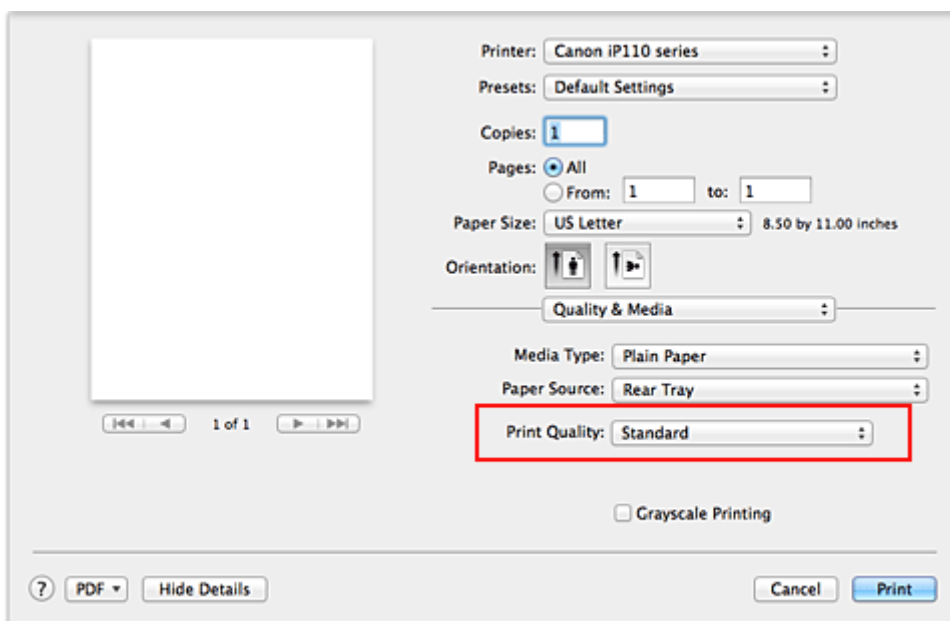 Printer: Canon iP110 series
Presets: Default Settings
Copies: 1
Pages: All
From: 1 to: 1
Paper Size: US Letter 8.50 by 11.00 inches
Orientation:
Quality & Media
Media Type: Plain Paper
Paper Source: Rear Tray
1 of 1
Print Quality: Standard
Grayscale Printing
? PDF Hide Details Cancel Print